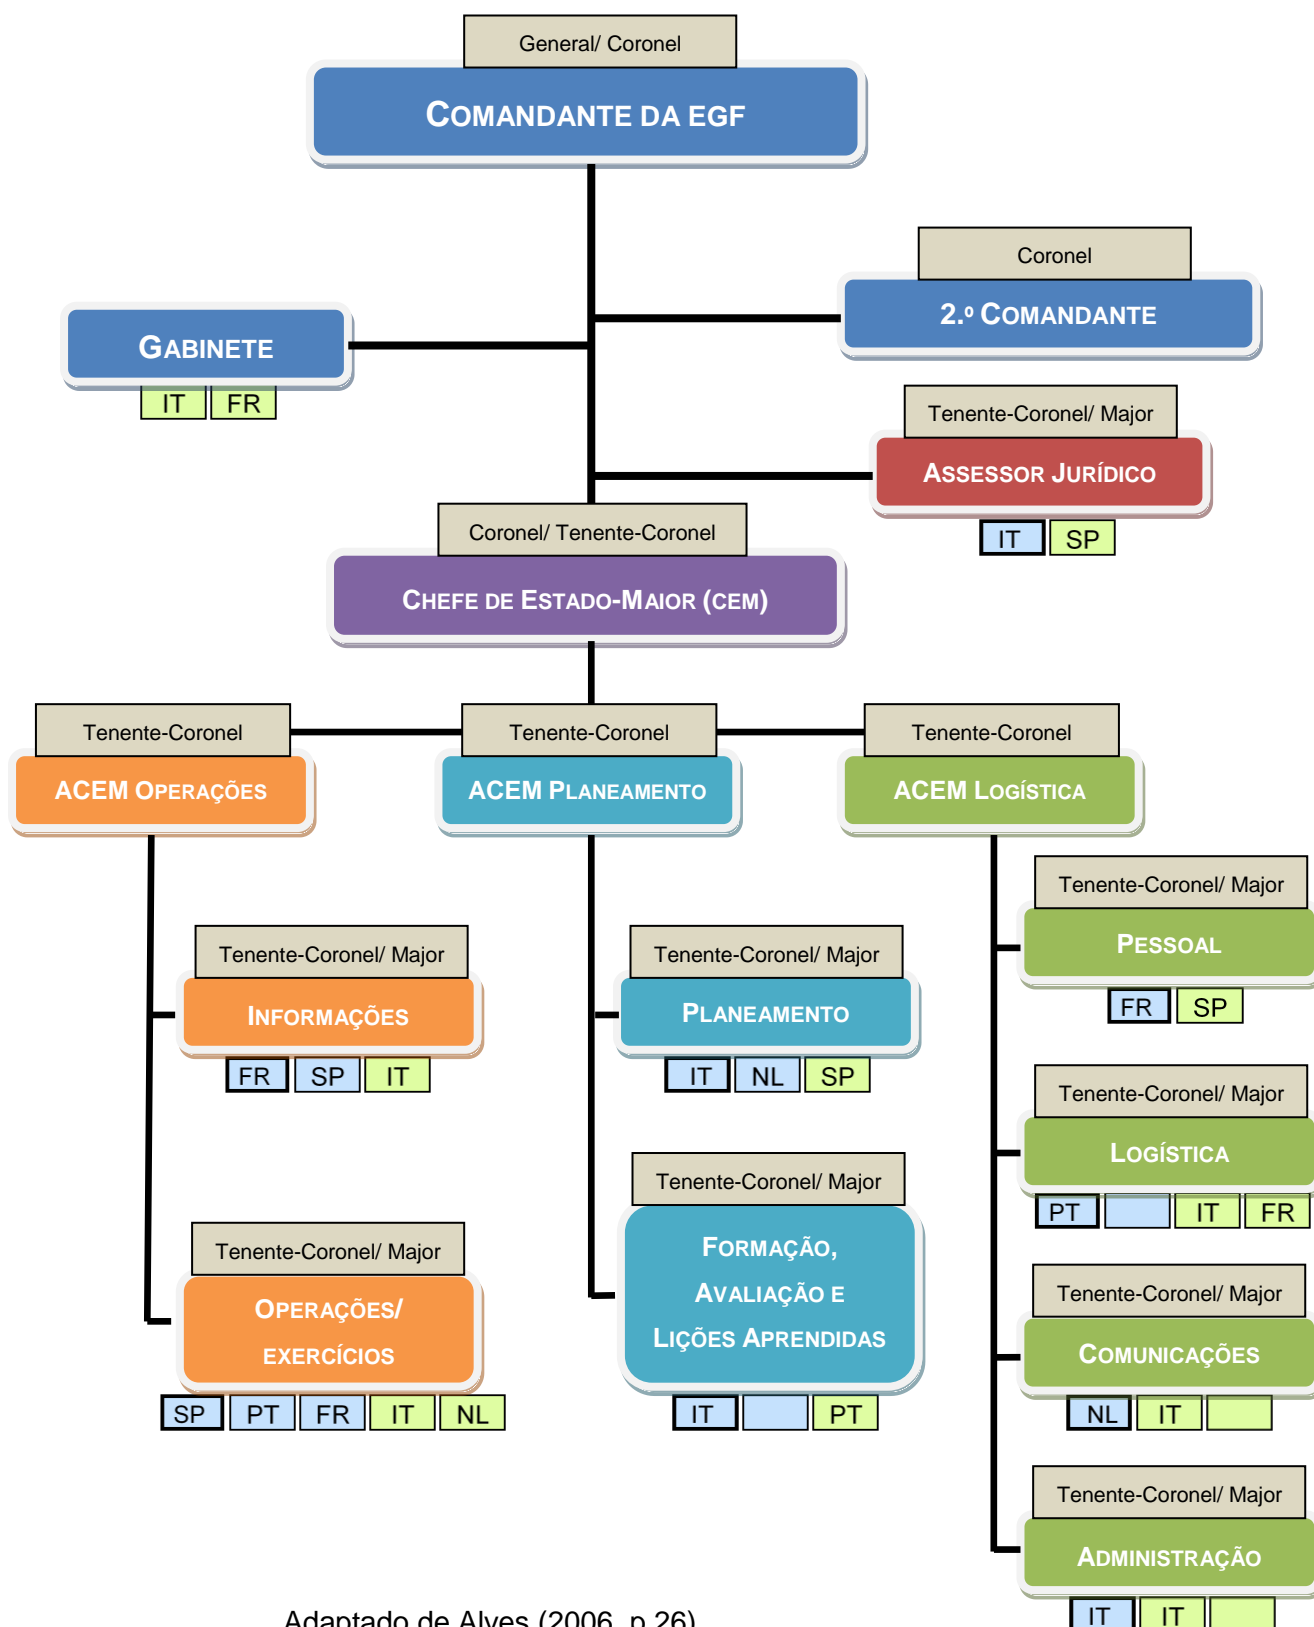 General/ Coronel
COMANDANTE DA EGF
Coronel
2.º COMANDANTE
GABINETE
IT FR
Tenente-Coronel/ Major
ASSESSOR JURÍDICO
IT SP
Coronel/ Tenente-Coronel
CHEFE DE ESTADO-MAIOR (CEM)
Tenente-Coronel
ACEM OPERAÇÕES
Tenente-Coronel
ACEM PLANEAMENTO
Tenente-Coronel
ACEM LOGÍSTICA
Tenente-Coronel/ Major
INFORMAÇÕES
FR SP IT
Tenente-Coronel/ Major
OPERAÇÕES/
EXERCÍCIOS
SP PT FR IT NL
Tenente-Coronel/ Major
PLANEAMENTO
IT NL SP
Tenente-Coronel/ Major
FORMAÇÃO,
AVALIAÇÃO E
LIÇÕES APRENDIDAS
IT PT
Tenente-Coronel/ Major
PESSOAL
FR SP
Tenente-Coronel/ Major
LOGÍSTICA
PT IT FR
Tenente-Coronel/ Major
COMUNICAÇÕES
NL IT
Tenente-Coronel/ Major
ADMINISTRAÇÃO
IT IT
Adaptado de Alves (2006, p.26)